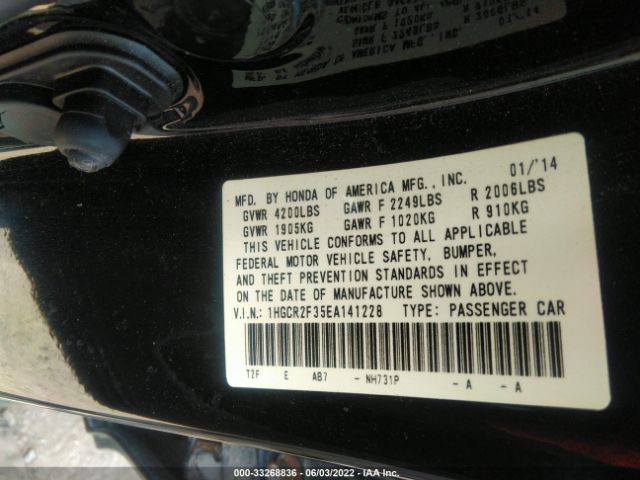 MFD. BY HONDA OF AMERICA MFG., INC. 01/'14
GVWR 4200LBS GAWR F 2249LBS R 2006LBS
GVWR 1905KG GAWR F 1020KG R 910KG
THIS VEHICLE CONFORMS TO ALL APPLICABLE
FEDERAL MOTOR VEHICLE SAFETY, BUMPER,
AND THEFT PREVENTION STANDARDS IN EFFECT
ON THE DATE OF MANUFACTURE SHOWN ABOVE.
V.I.N.: 1HGCR2F35EA141228 TYPE: PASSENGER CAR
T2F E AB7 - NH731P - A - A
000-33268836 - 06/03/2022 - IAA Inc.